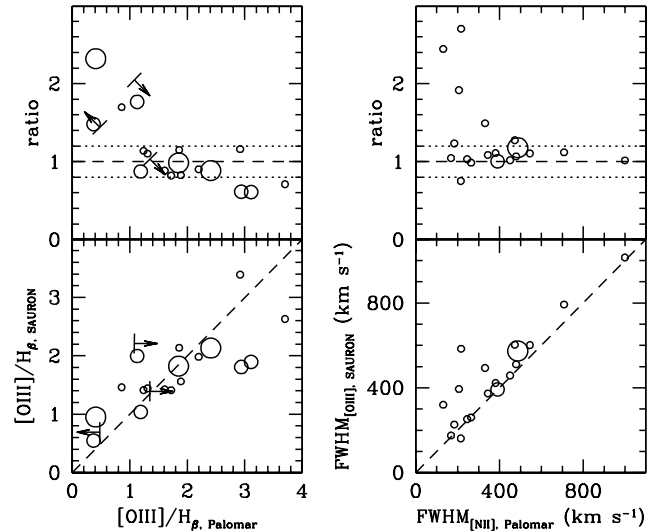 2
1
0
ratio
2
1
0
ratio
4
3
2
1
0
[OIII]/Hβ, SAURON
0 1 2 3 4
[OIII]/Hβ, Palomar
800
400
0
FWHM[OIII], SAURON (km s−1)
0 400 800
FWHM[NII], Palomar (km s−1)